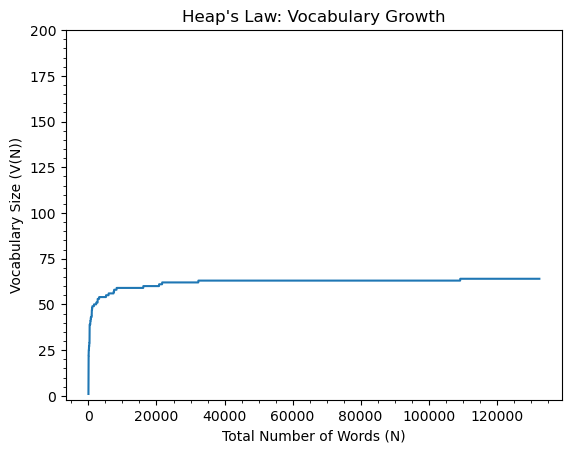 Heap's Law: Vocabulary Growth
200
175
150
125
100
75
50
25
0
Vocabulary Size (V(N))
0 20000 40000 60000 80000 100000 120000
Total Number of Words (N)